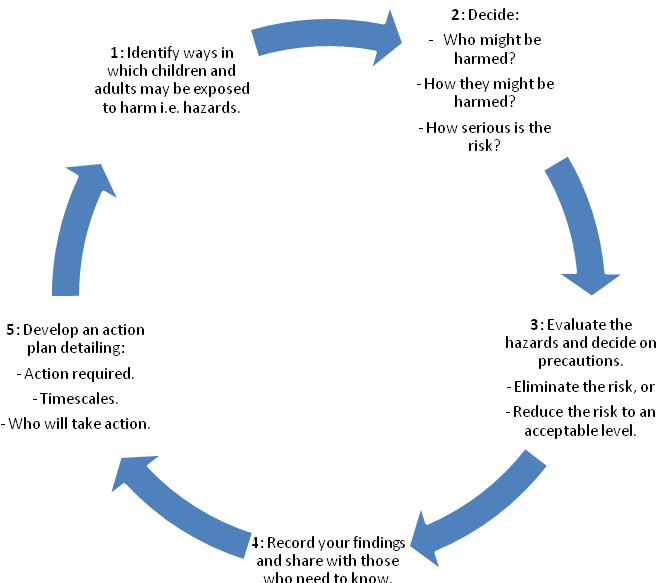 1: Identify ways in
which children and
adults may be exposed
to harm i.e. hazards.
2: Decide:
- Who might be
harmed?
- How they might be
harmed?
- How serious is the
risk?
3: Evaluate the
hazards and decide on
precautions.
- Eliminate the risk, or
- Reduce the risk to an
acceptable level.
4: Record your findings
and share with those
who need to know.
5: Develop an action
plan detailing:
- Action required.
- Timescales.
- Who will take action.